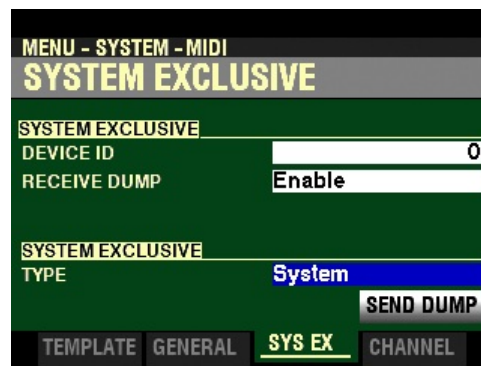 MENU - SYSTEM - MIDI
SYSTEM EXCLUSIVE
SYSTEM EXCLUSIVE
DEVICE ID 0
RECEIVE DUMP Enable
SYSTEM EXCLUSIVE
TYPE System
SEND DUMP
TEMPLATE GENERAL SYS EX CHANNEL